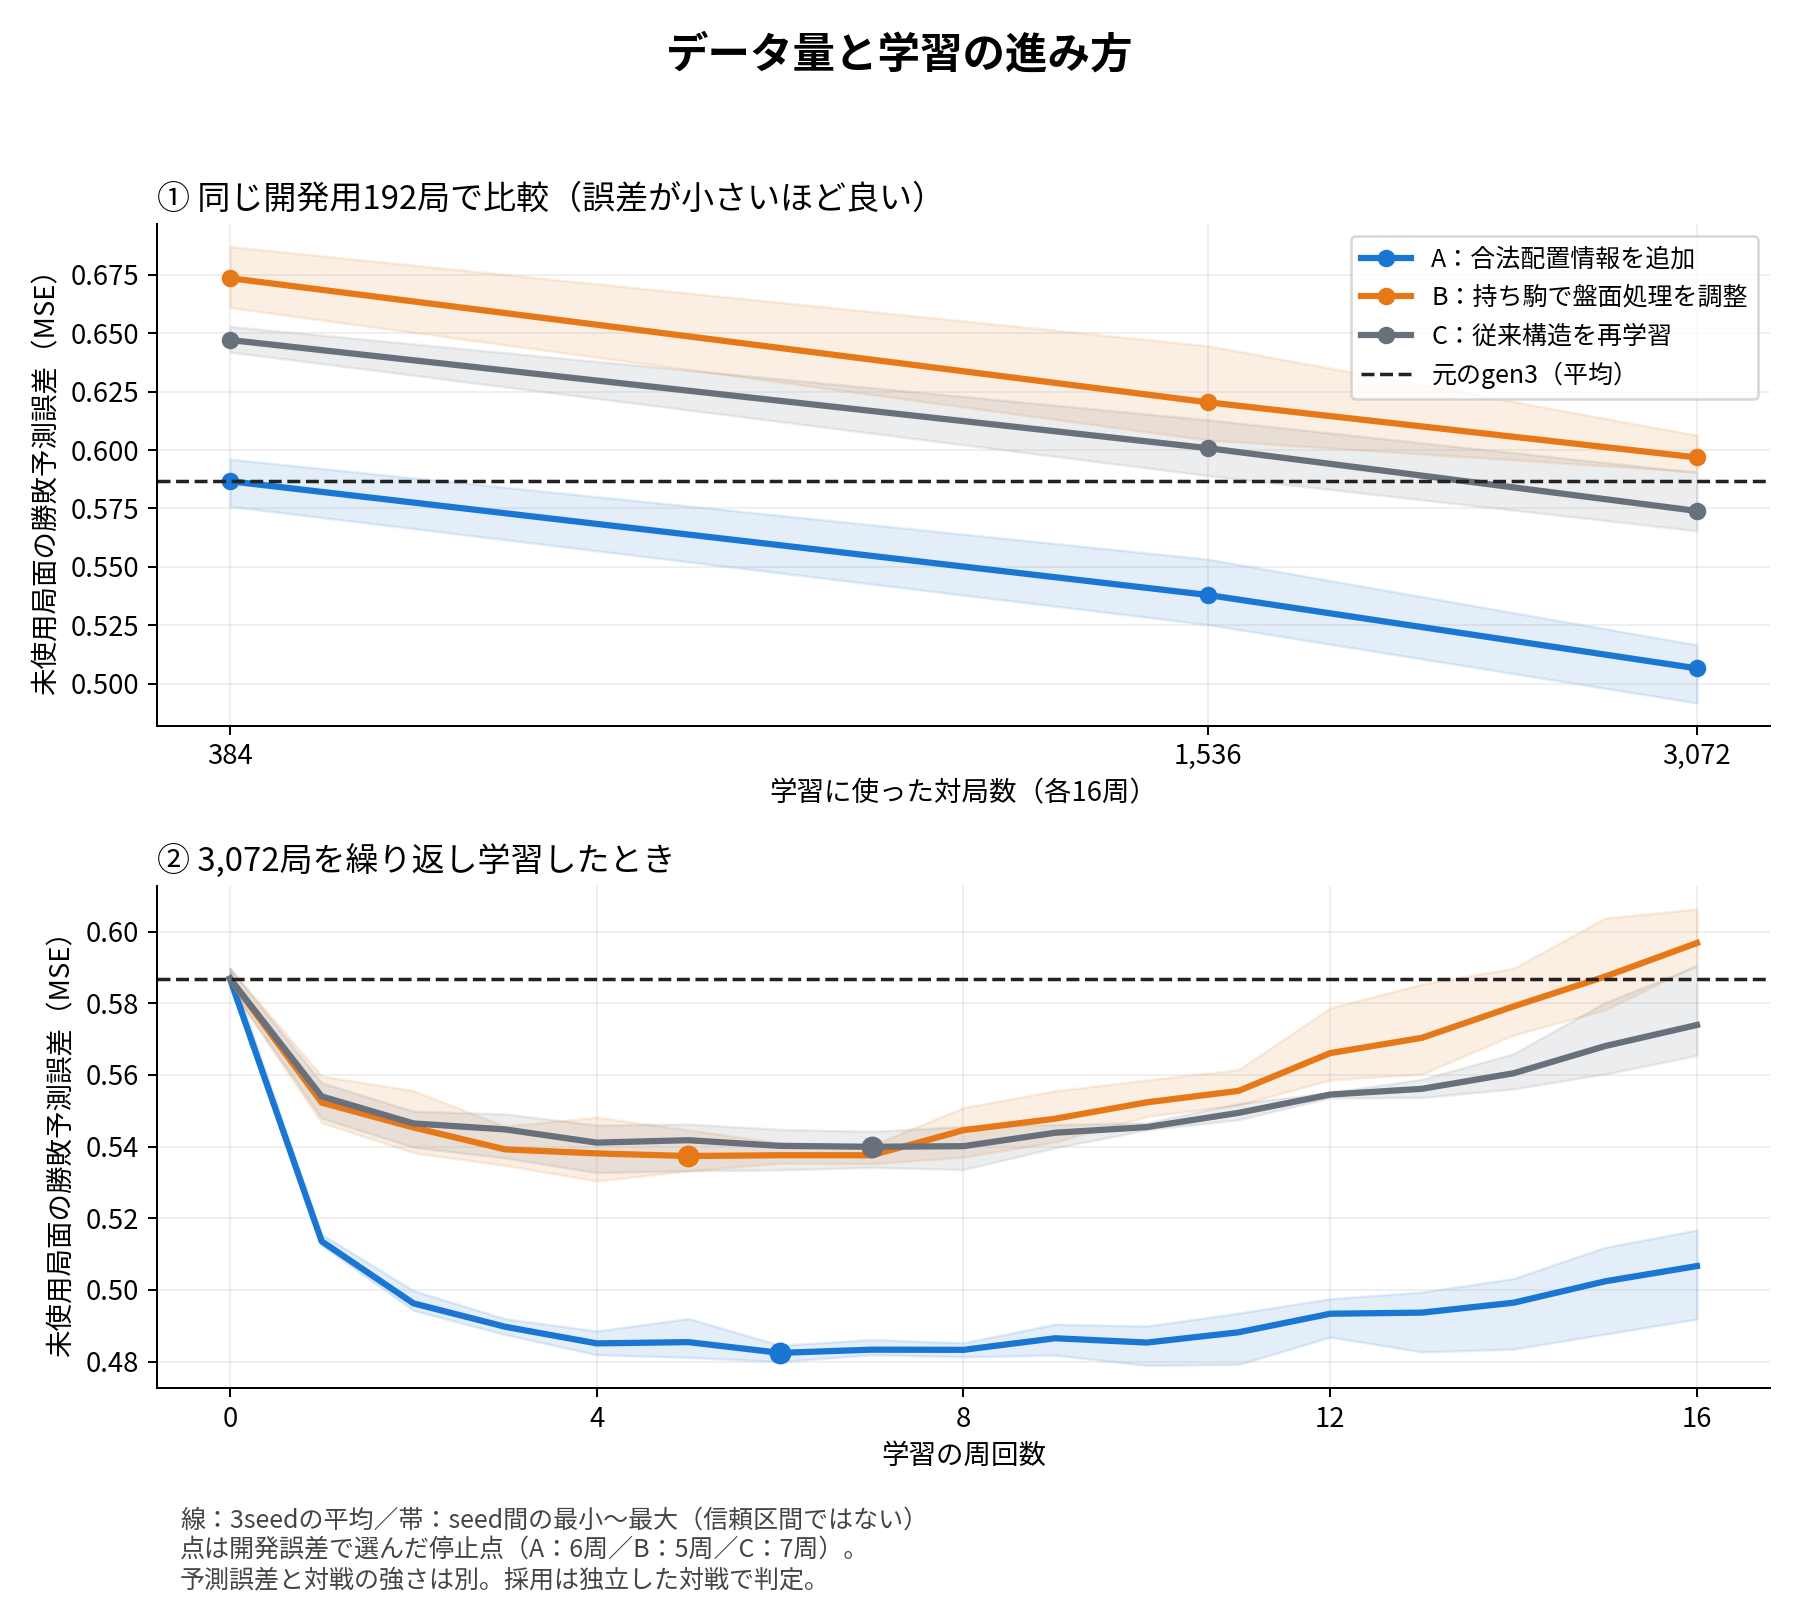 データ量と学習の進み方
① 同じ開発用192局で比較（誤差が小さいほど良い）
未使用局面の勝敗予測誤差（MSE）
0.675
0.650
0.625
0.600
0.575
0.550
0.525
0.500
A：合法配置情報を追加
B：持ち駒で盤面処理を調整
C：従来構造を再学習
元のgen3（平均）
384
1,536
3,072
学習に使った対局数（各16周）
② 3,072局を繰り返し学習したとき
未使用局面の勝敗予測誤差（MSE）
0.60
0.58
0.56
0.54
0.52
0.50
0.48
0
4
8
12
16
学習の周回数
線：3seedの平均／帯：seed間の最小～最大（信頼区間ではない）
点は開発誤差で選んだ停止点（A：6周／B：5周／C：7周）。
予測誤差と対戦の強さは別。採用は独立した対戦で判定。